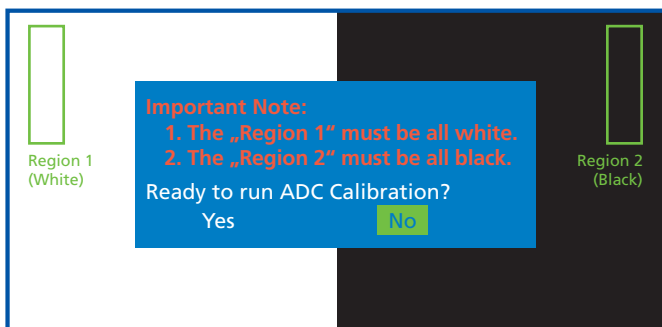 Important Note:
1. The „Region 1“ must be all white.
2. The „Region 2“ must be all black.
Region 1
(White)
Region 2
(Black)
Ready to run ADC Calibration?
Yes No